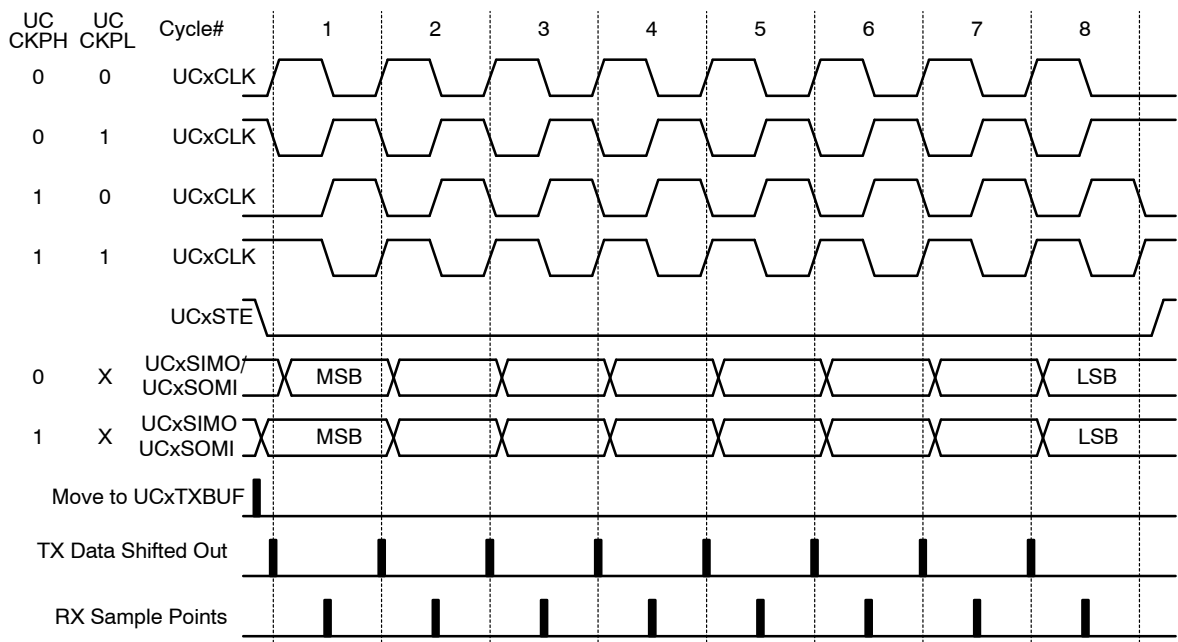 UC UC
CKPH CKPL Cycle# 1 2 3 4 5 6 7 8
0 0 UCxCLK
0 1 UCxCLK
1 0 UCxCLK
1 1 UCxCLK
UCxSTE
0 X UCxSIMO/
UCxSOMI MSB LSB
1 X UCxSIMO
UCxSOMI MSB LSB
Move to UCxTXBUF
TX Data Shifted Out
RX Sample Points